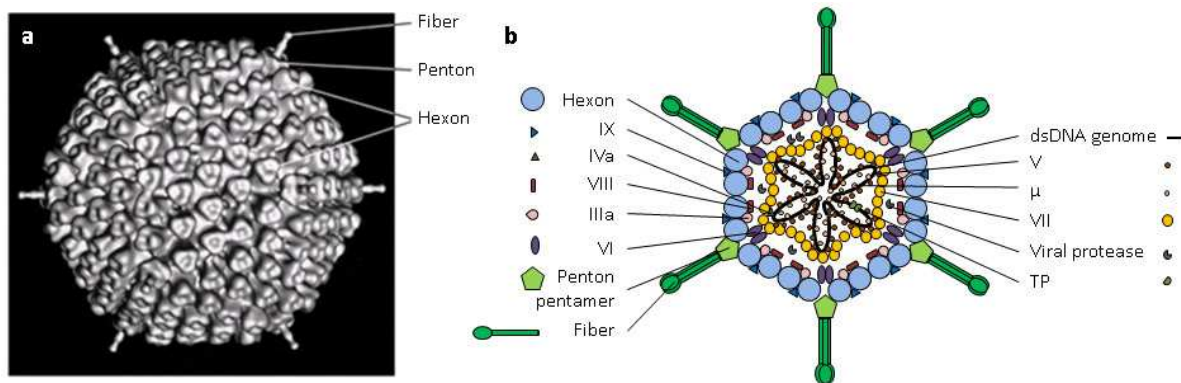 a
Fiber
Penton
Hexon
b
Hexon
IX
IVa
VIII
IIIa
VI
Penton
pentamer
Fiber
dsDNA genome
V
µ
VII
Viral protease
TP